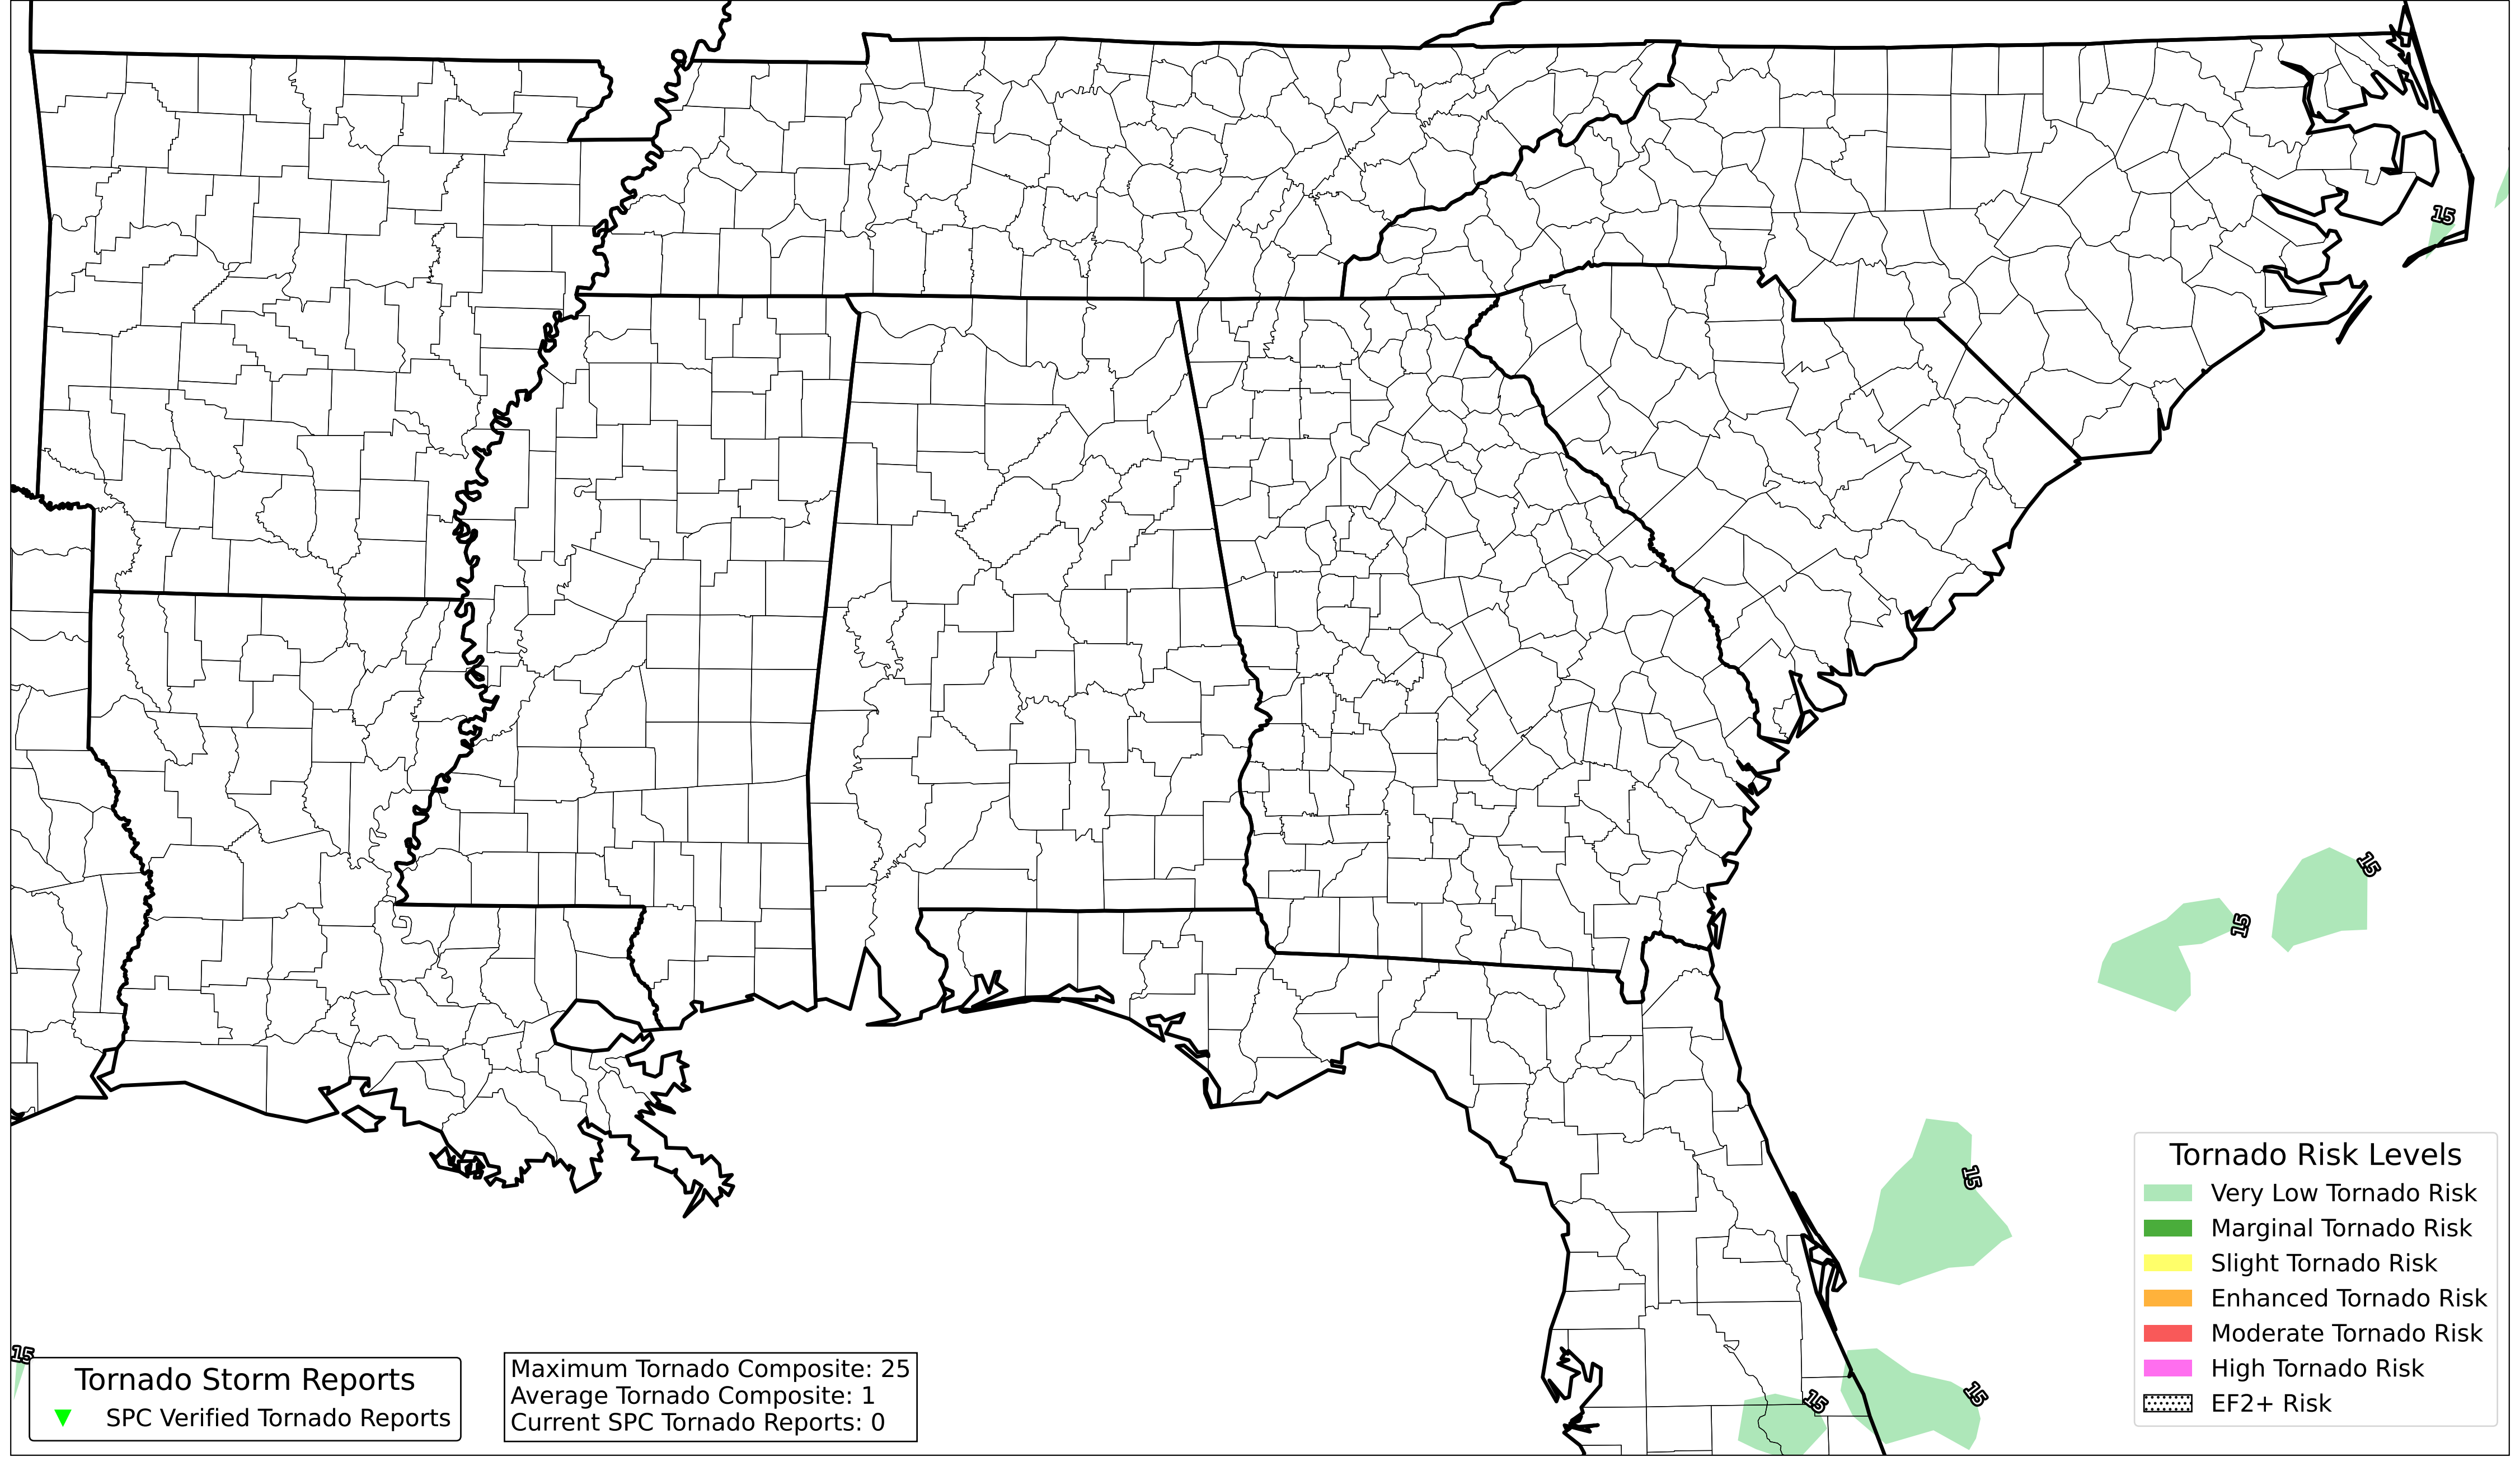 15
15
15
15
Tornado Risk Levels
Very Low Tornado Risk
Marginal Tornado Risk
Slight Tornado Risk
Enhanced Tornado Risk
Moderate Tornado Risk
High Tornado Risk
EF2+ Risk
15
Tornado Storm Reports
SPC Verified Tornado Reports
Maximum Tornado Composite: 25
Average Tornado Composite: 1
Current SPC Tornado Reports: 0
15
15